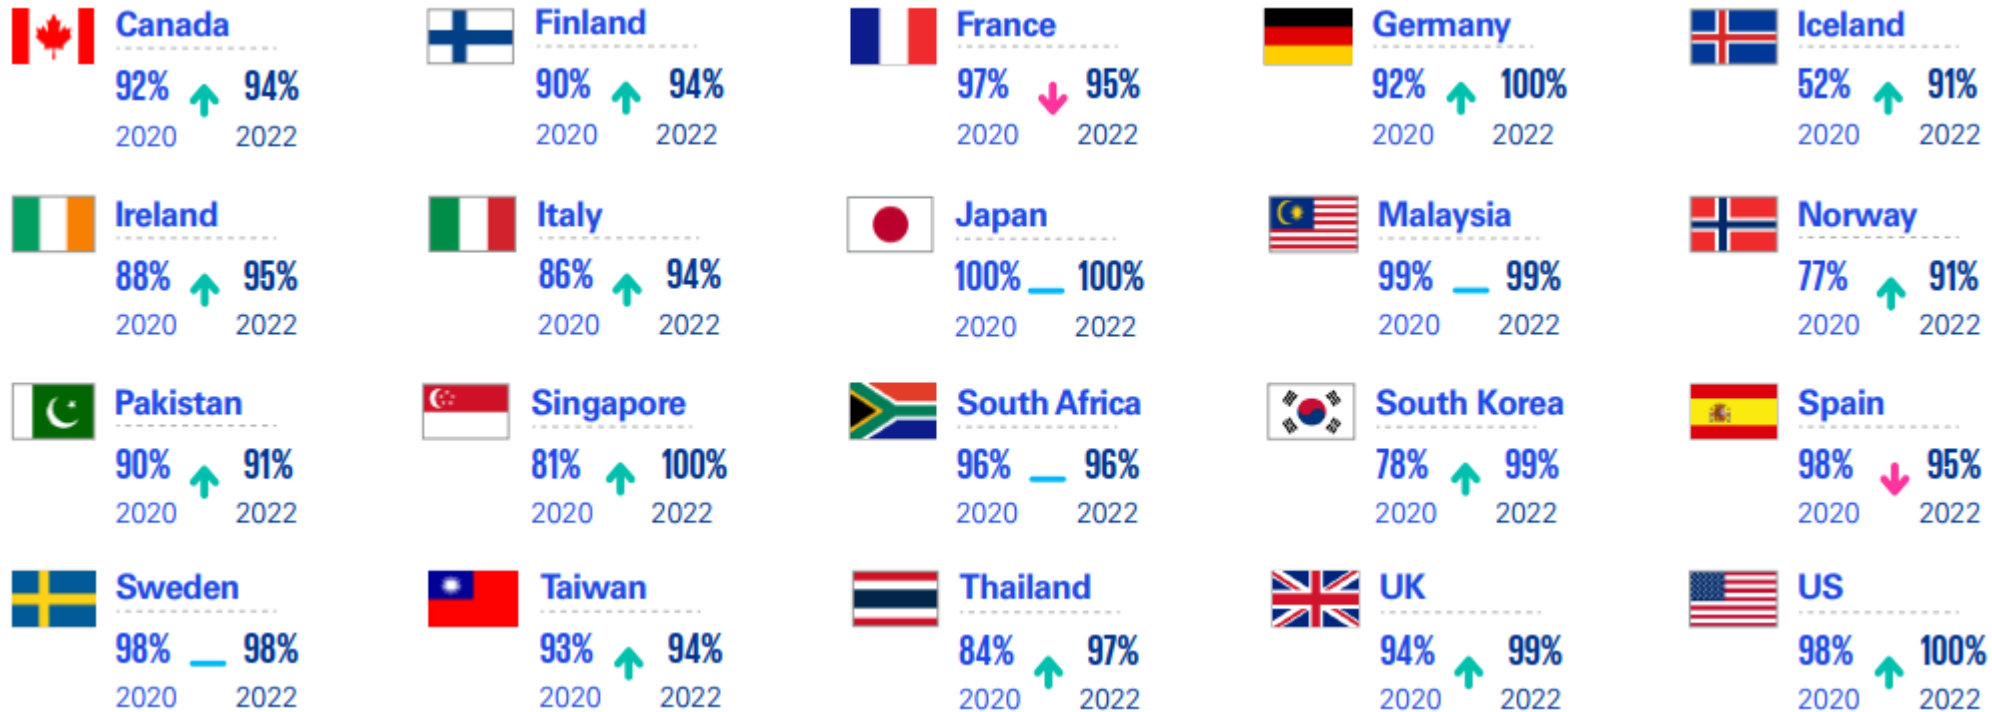 Canada Finland France Germany Iceland
92% 94% 90% 94% 97% 95% 92% 100% 52% 91%
2020 2022 2020 2022 2020 2022 2020 2022 2020 2022
Ireland Italy Japan Malaysia Norway
88% 95% 86% 94% 100% 100% 99% 99% 77% 91%
2020 2022 2020 2022 2020 2022 2020 2022 2020 2022
Pakistan Singapore South Africa South Korea Spain
90% 91% 81% 100% 96% 96% 78% 99% 98% 95%
2020 2022 2020 2022 2020 2022 2020 2022 2020 2022
Sweden Taiwan Thailand UK US
98% 98% 93% 94% 84% 97% 94% 99% 98% 100%
2020 2022 2020 2022 2020 2022 2020 2022 2020 2022